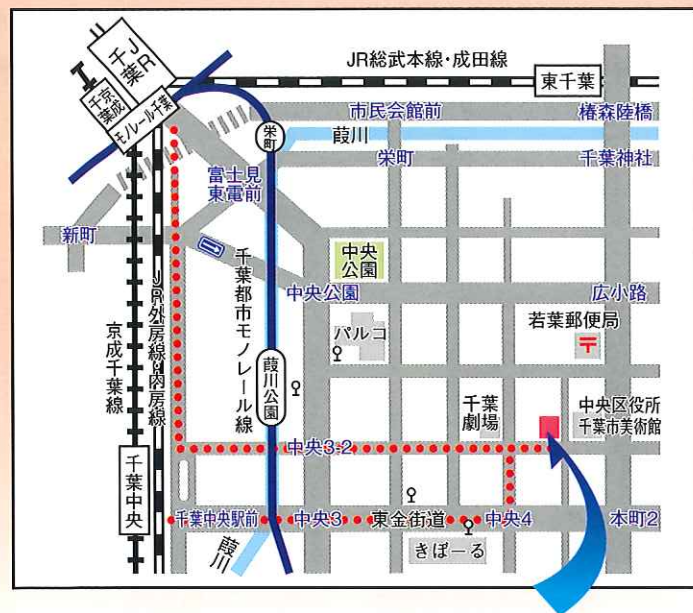 JR総武本線・成田線
JR千葉
京成千葉
モノレール千葉
東千葉
市民会館前
椿森陸橋
栄町
葭川
栄町
千葉神社
富士見
東電前
新町
中央
公園
中央公園
広小路
千葉都市モノレール線
JR外房線・内房線
京成千葉線
パルコ
若葉郵便局
〒
葭川公園
千葉
劇場
中央区役所
千葉市美術館
中央3・2
千葉中央
千葉中央駅前
中央3
東金街道
中央4
本町2
葭川
きぼーる